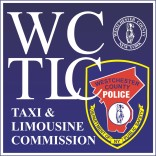 WC
TLC
WESTCHESTER
COUNTY
POLICE
TAXI &
LIMOUSINE
COMMISSION